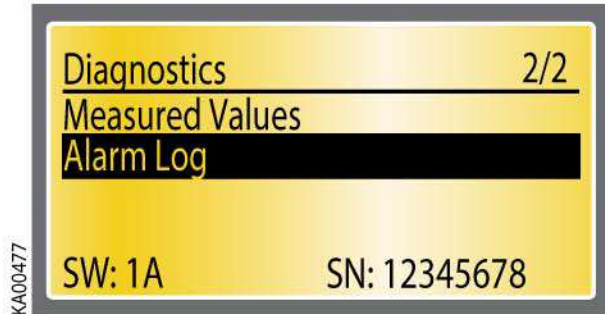 Diagnostics 2/2
Measured Values
Alarm Log
SW: 1A SN: 12345678
KA00477